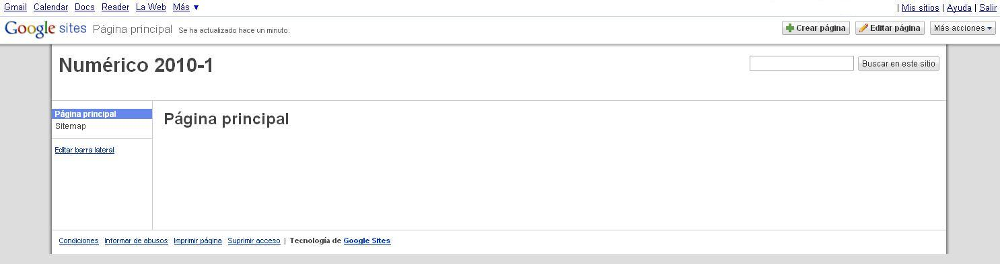 Gmail Calendar Docs Reader La Web Más ▼ | Mis sitios | Ayuda | Salir
Google sites Página principal Se ha actualizado hace un minuto. Crear página Editar página Más acciones
Numérico 2010-1 Buscar en este sitio
Página principal
Sitemap
Editar barra lateral
Página principal
Condiciones Informar de abusos Imprimir página Suprimir acceso | Tecnología de Google Sites